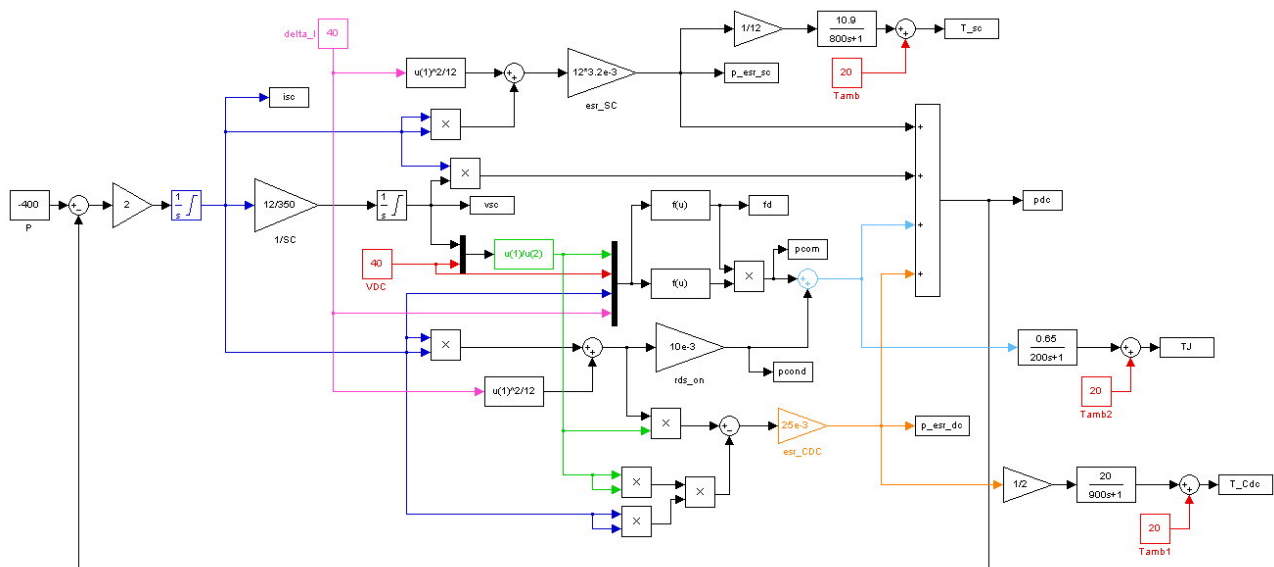 delta_I
40
1/12
10.9
800s+1
T_sc
u(1)^2/12
12*3.2e-3
esr_SC
p_esr_sc
20
Tamb
isc
×
×
-400
P
2
1
s
12/350
1/SC
1
s
vsc
f(u)
fd
pdc
40
VDC
u(1)/u(2)
f(u)
×
pcom
×
10e-3
rds_on
pcond
0.65
200s+1
TJ
20
Tamb2
u(1)^2/12
×
25e-3
esr_CDC
p_esr_dc
×
×
×
1/2
20
900s+1
T_Cdc
20
Tamb1